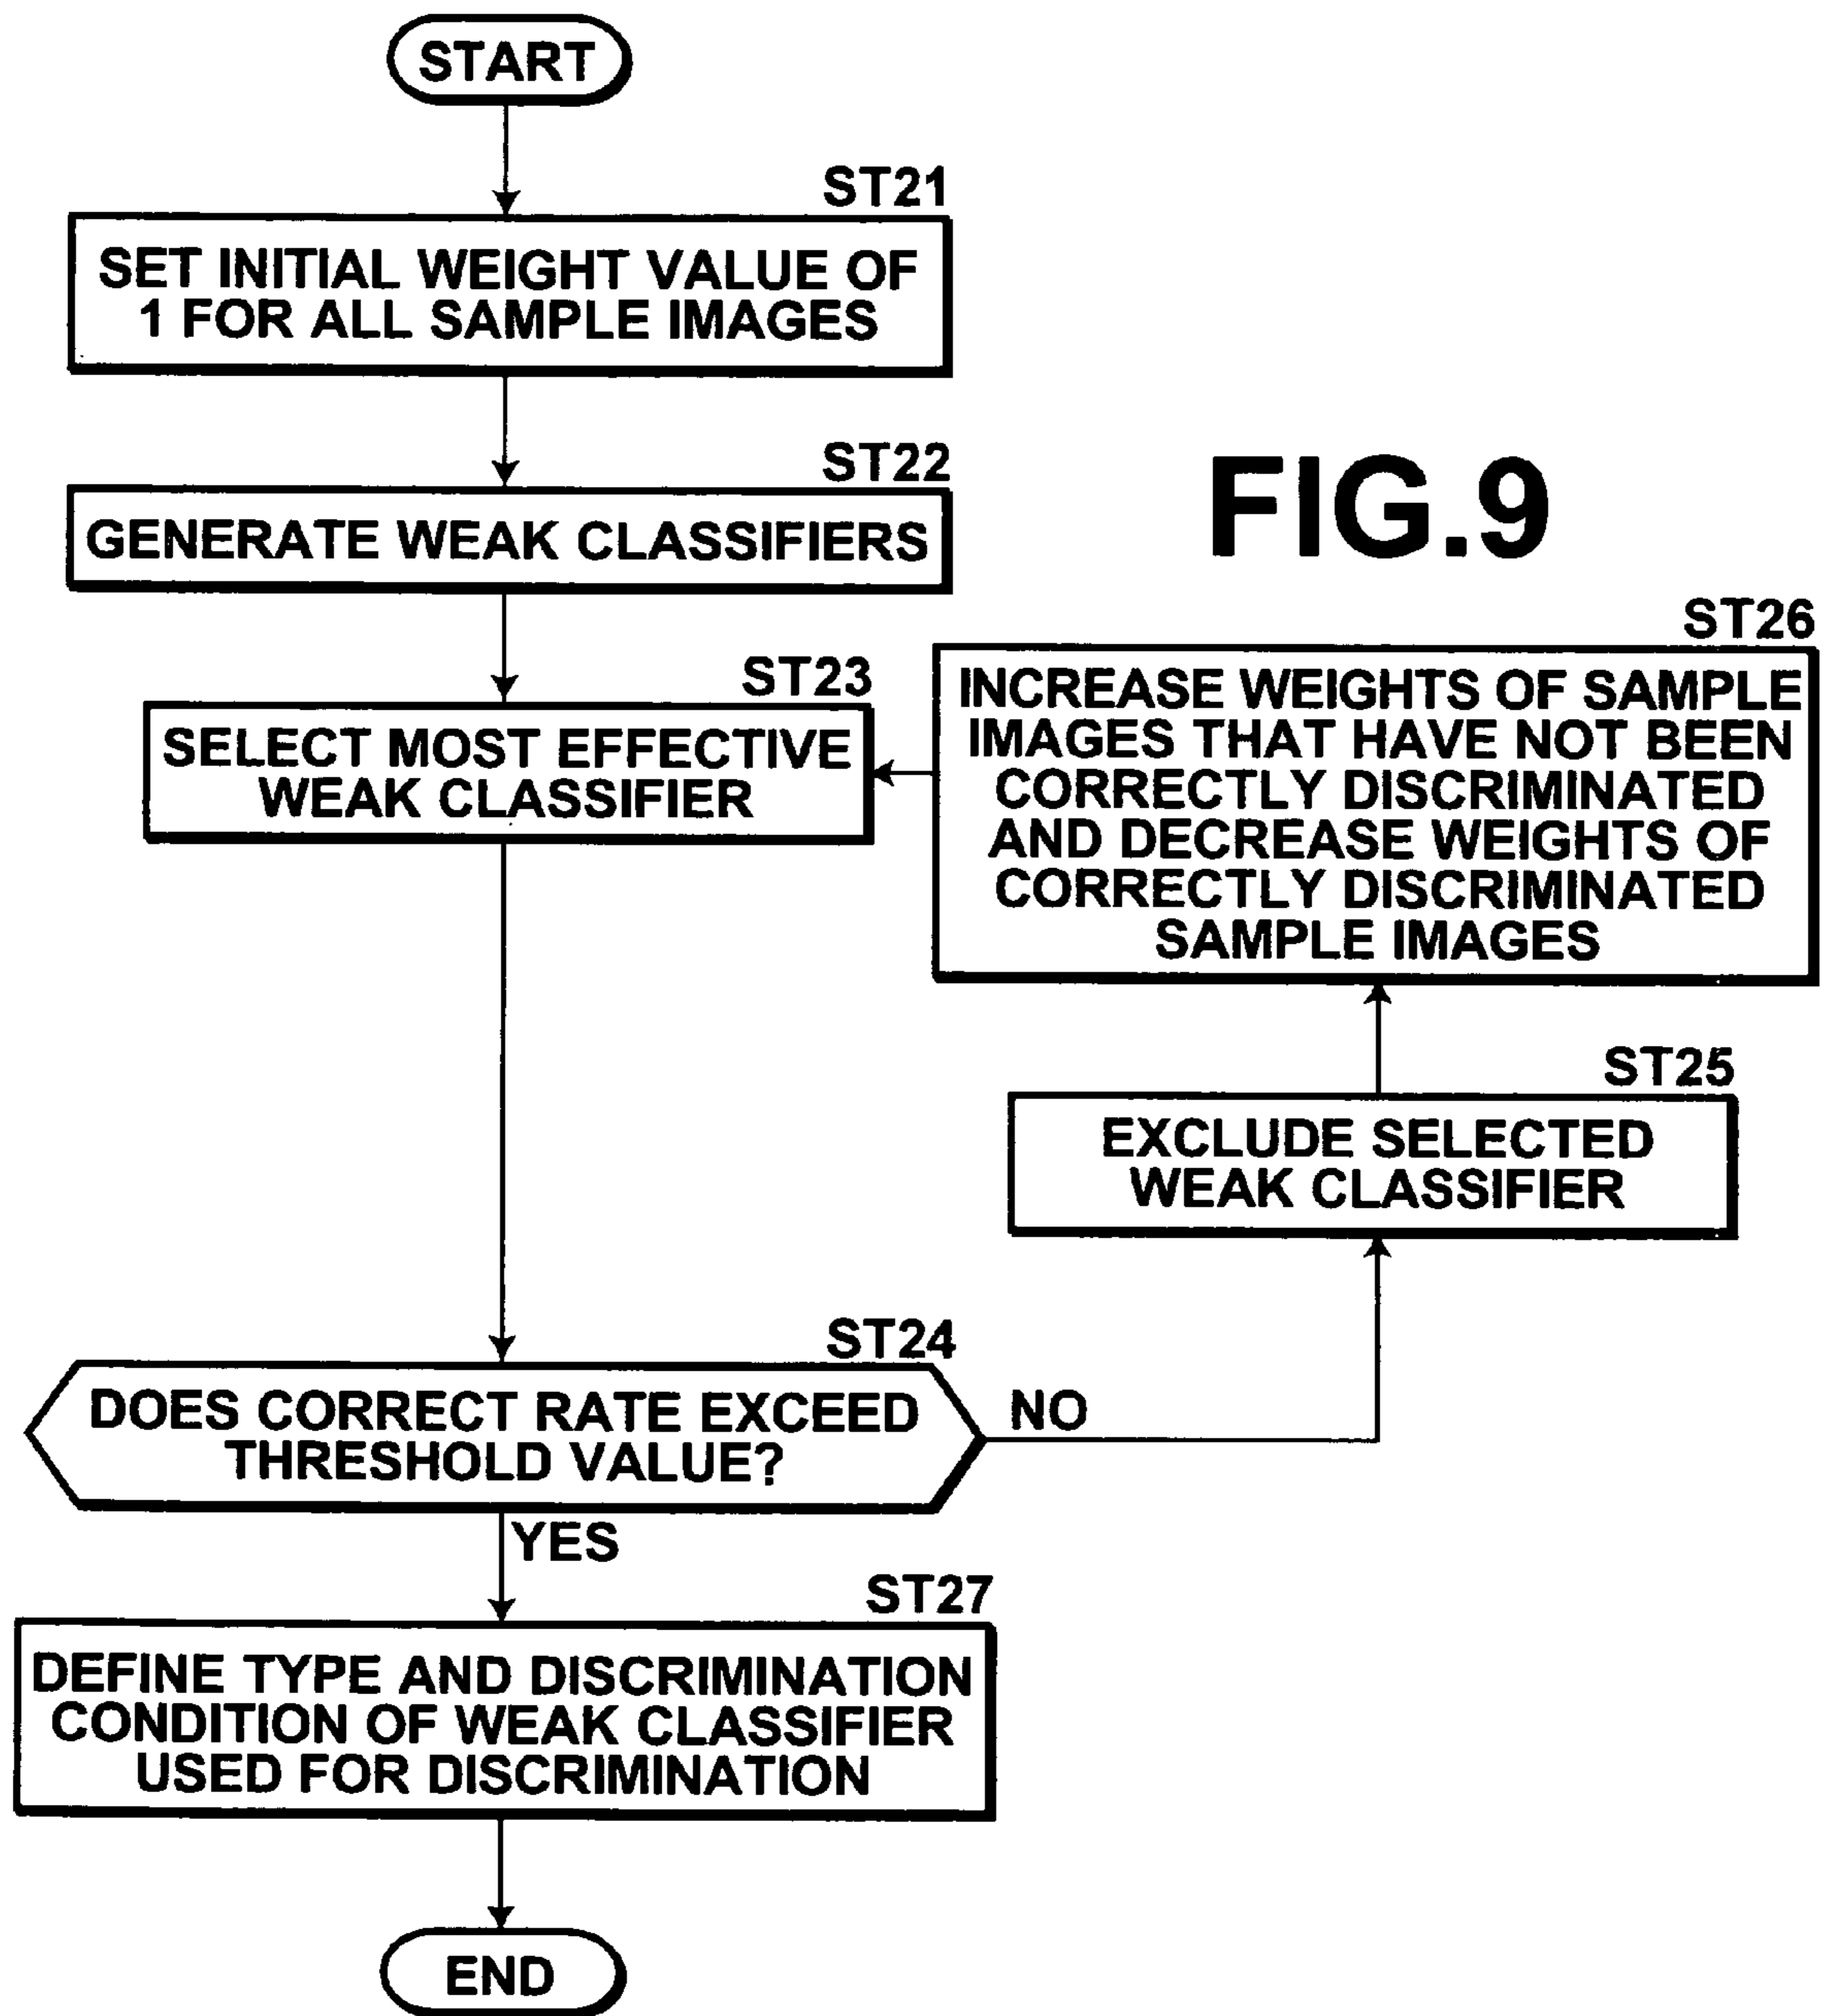 START
ST21
SET INITIAL WEIGHT VALUE OF
1 FOR ALL SAMPLE IMAGES
ST22
GENERATE WEAK CLASSIFIERS
FIG.9
ST23
SELECT MOST EFFECTIVE
WEAK CLASSIFIER
ST26
INCREASE WEIGHTS OF SAMPLE
IMAGES THAT HAVE NOT BEEN
CORRECTLY DISCRIMINATED
AND DECREASE WEIGHTS OF
CORRECTLY DISCRIMINATED
SAMPLE IMAGES
ST25
EXCLUDE SELECTED
WEAK CLASSIFIER
ST24
DOES CORRECT RATE EXCEED
THRESHOLD VALUE?
NO
YES
ST27
DEFINE TYPE AND DISCRIMINATION
CONDITION OF WEAK CLASSIFIER
USED FOR DISCRIMINATION
END